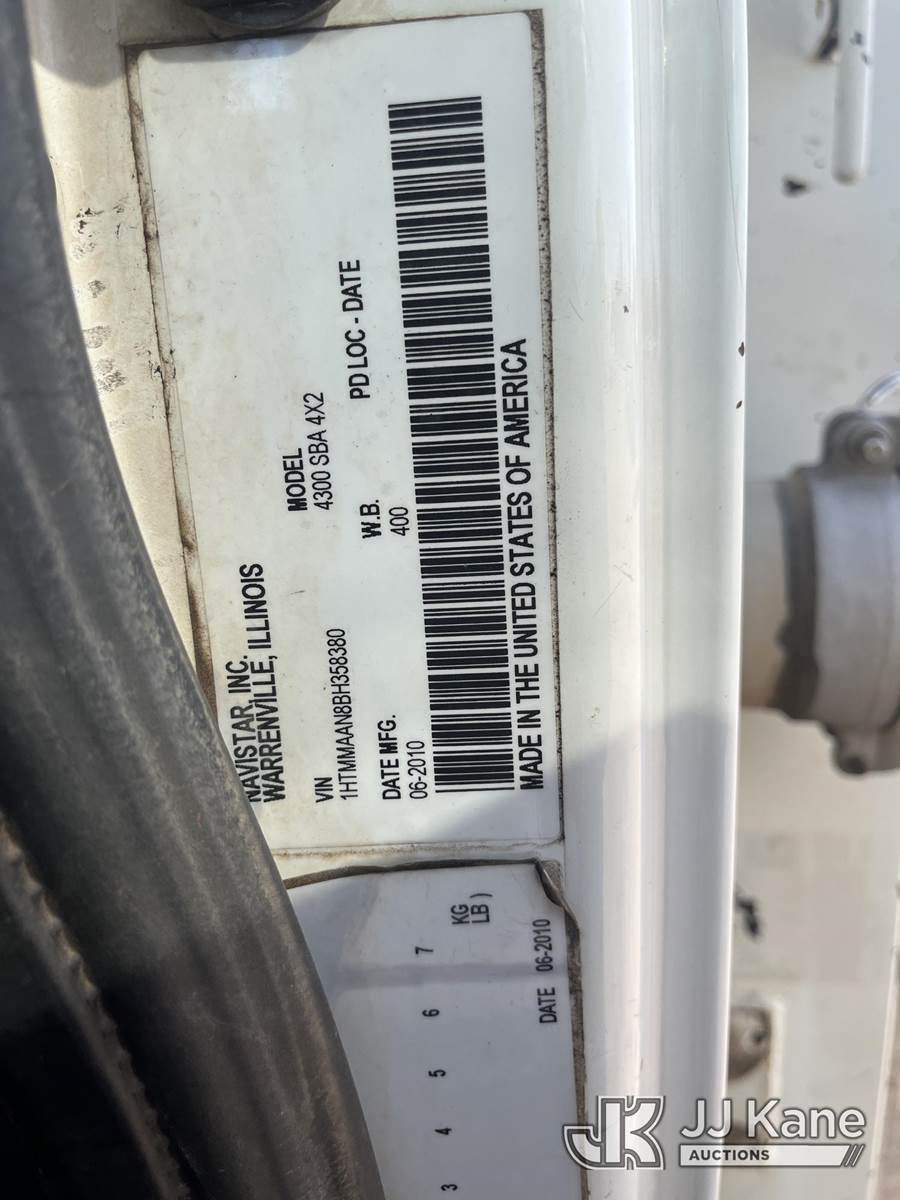 NAVISTAR, INC.
WARRENVILLE, ILLINOIS
VIN
1HTMMAAN8BH358380
MODEL
4300 SBA 4X2
DATE MFG.
06-2010
W.B.
400
PD LOC - DATE
MADE IN THE UNITED STATES OF AMERICA
3 4 5 6 7
KG
LB )
DATE 06-2010
JK JJ Kane
AUCTIONS